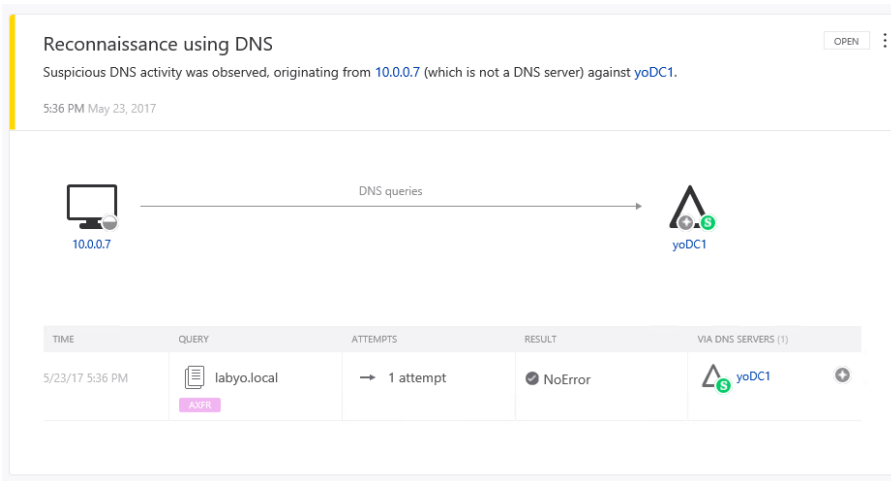 Reconnaissance using DNS
OPEN
Suspicious DNS activity was observed, originating from 10.0.0.7 (which is not a DNS server) against yoDC1.
5:36 PM May 23, 2017
DNS queries
S
10.0.0.7
yoDC1
TIME QUERY ATTEMPTS RESULT VIA DNS SERVERS (1)
5/23/17 5:36 PM labyo.local → 1 attempt NoError S yoDC1
AXFR